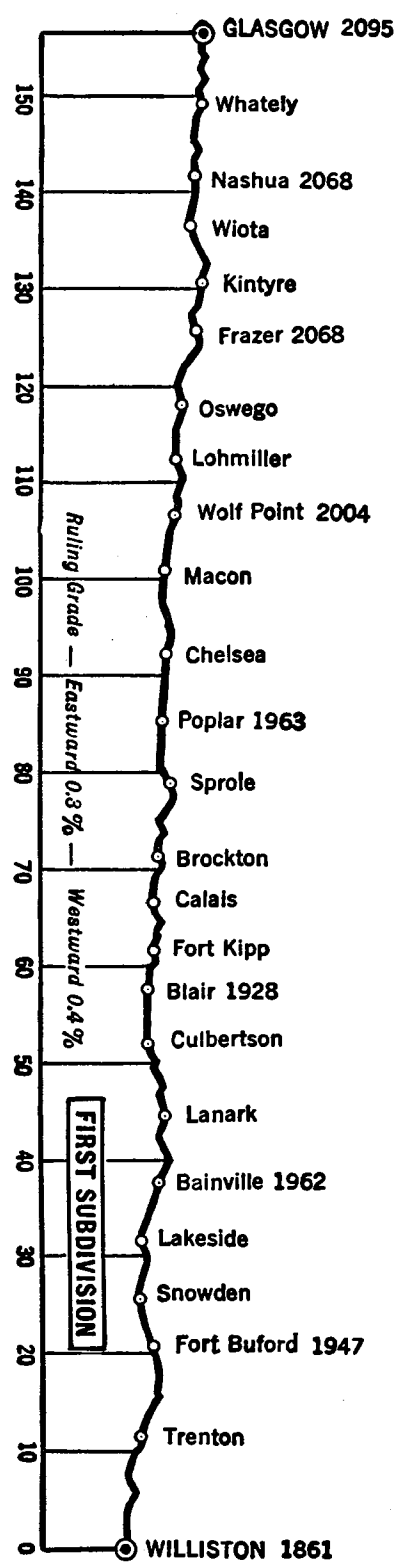 GLASGOW 2095
Whately
Nashua 2068
Wiota
Kintyre
Frazer 2068
Oswego
Lohmiller
Wolf Point 2004
Macon
Chelsea
Poplar 1963
Sprole
Brockton
Calais
Fort Kipp
Blair 1928
Culbertson
Lanark
Bainville 1962
Lakeside
Snowden
Fort Buford 1947
Trenton
WILLISTON 1861
150
140
130
120
110
100
90
80
70
60
50
40
30
20
10
0
Ruling Grade — Eastward 0.3% — Westward 0.4%
FIRST SUBDIVISION